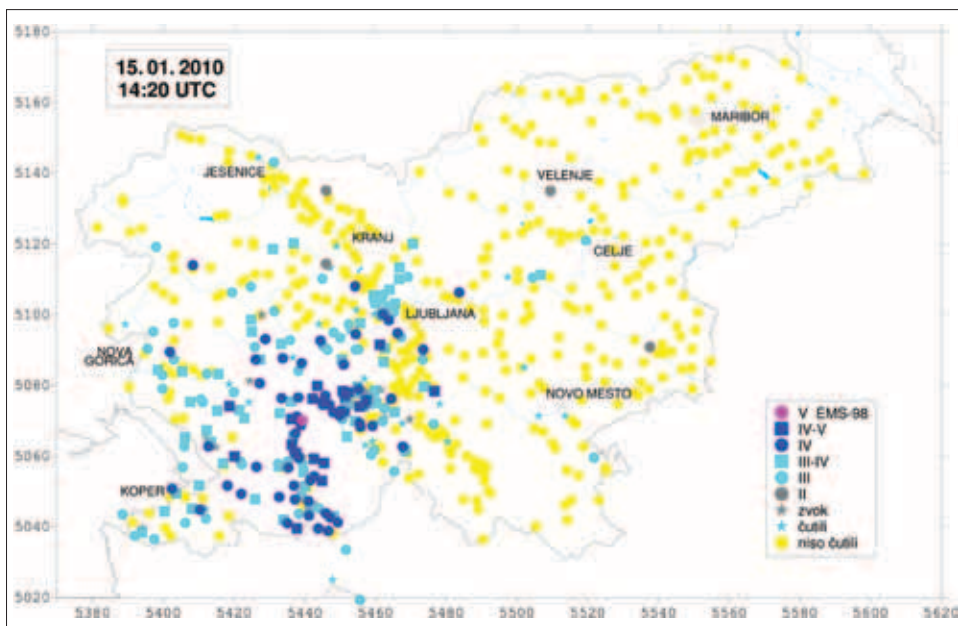 5180
5160
5140
5120
5100
5080
5060
5040
5020
15. 01. 2010
14:20 UTC
MARIBOR
JESENICE
VELENJE
KRANJ
CELJE
LJUBLJANA
NOVA
GORICA
NOVO MESTO
KOPER
V EMS-98
IV-V
IV
III-IV
III
II
zvok
čutili
niso čutili
5380 5400 5420 5440 5460 5480 5500 5520 5540 5560 5580 5600 5620